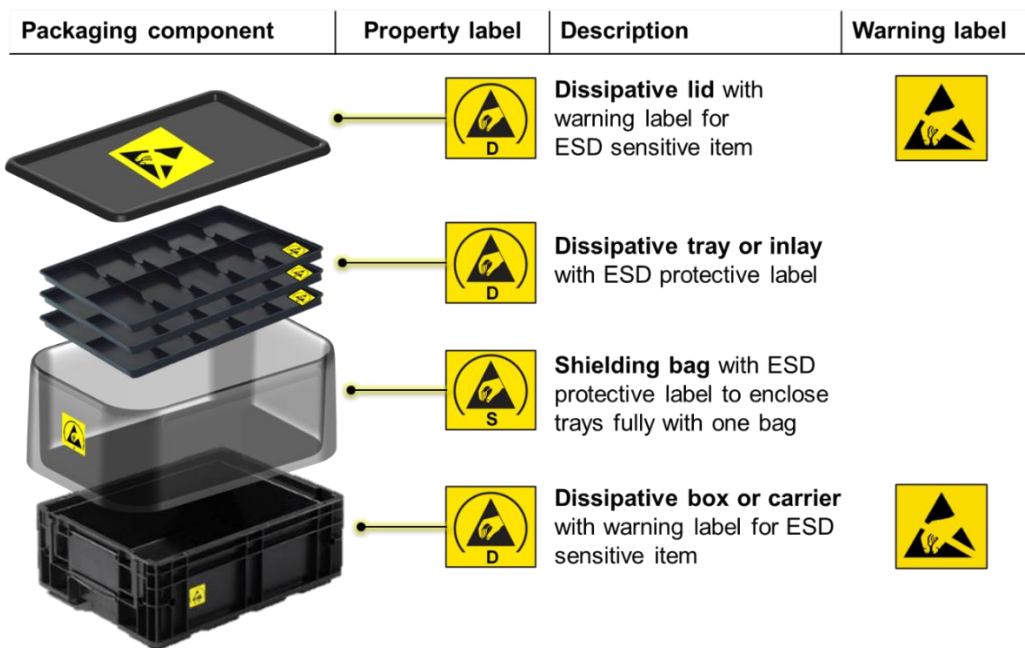 Packaging component
Property label
Description
Warning label
D
Dissipative lid with
warning label for
ESD sensitive item
D
Dissipative tray or inlay
with ESD protective label
S
Shielding bag with ESD
protective label to enclose
trays fully with one bag
D
Dissipative box or carrier
with warning label for ESD
sensitive item